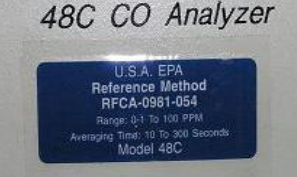 48C CO Analyzer
U.S.A. EPA
Reference Method
RFCA-0981-054
Range: 0-1 To 100 PPM
Averaging Time: 10 To 300 Seconds
Model 48C